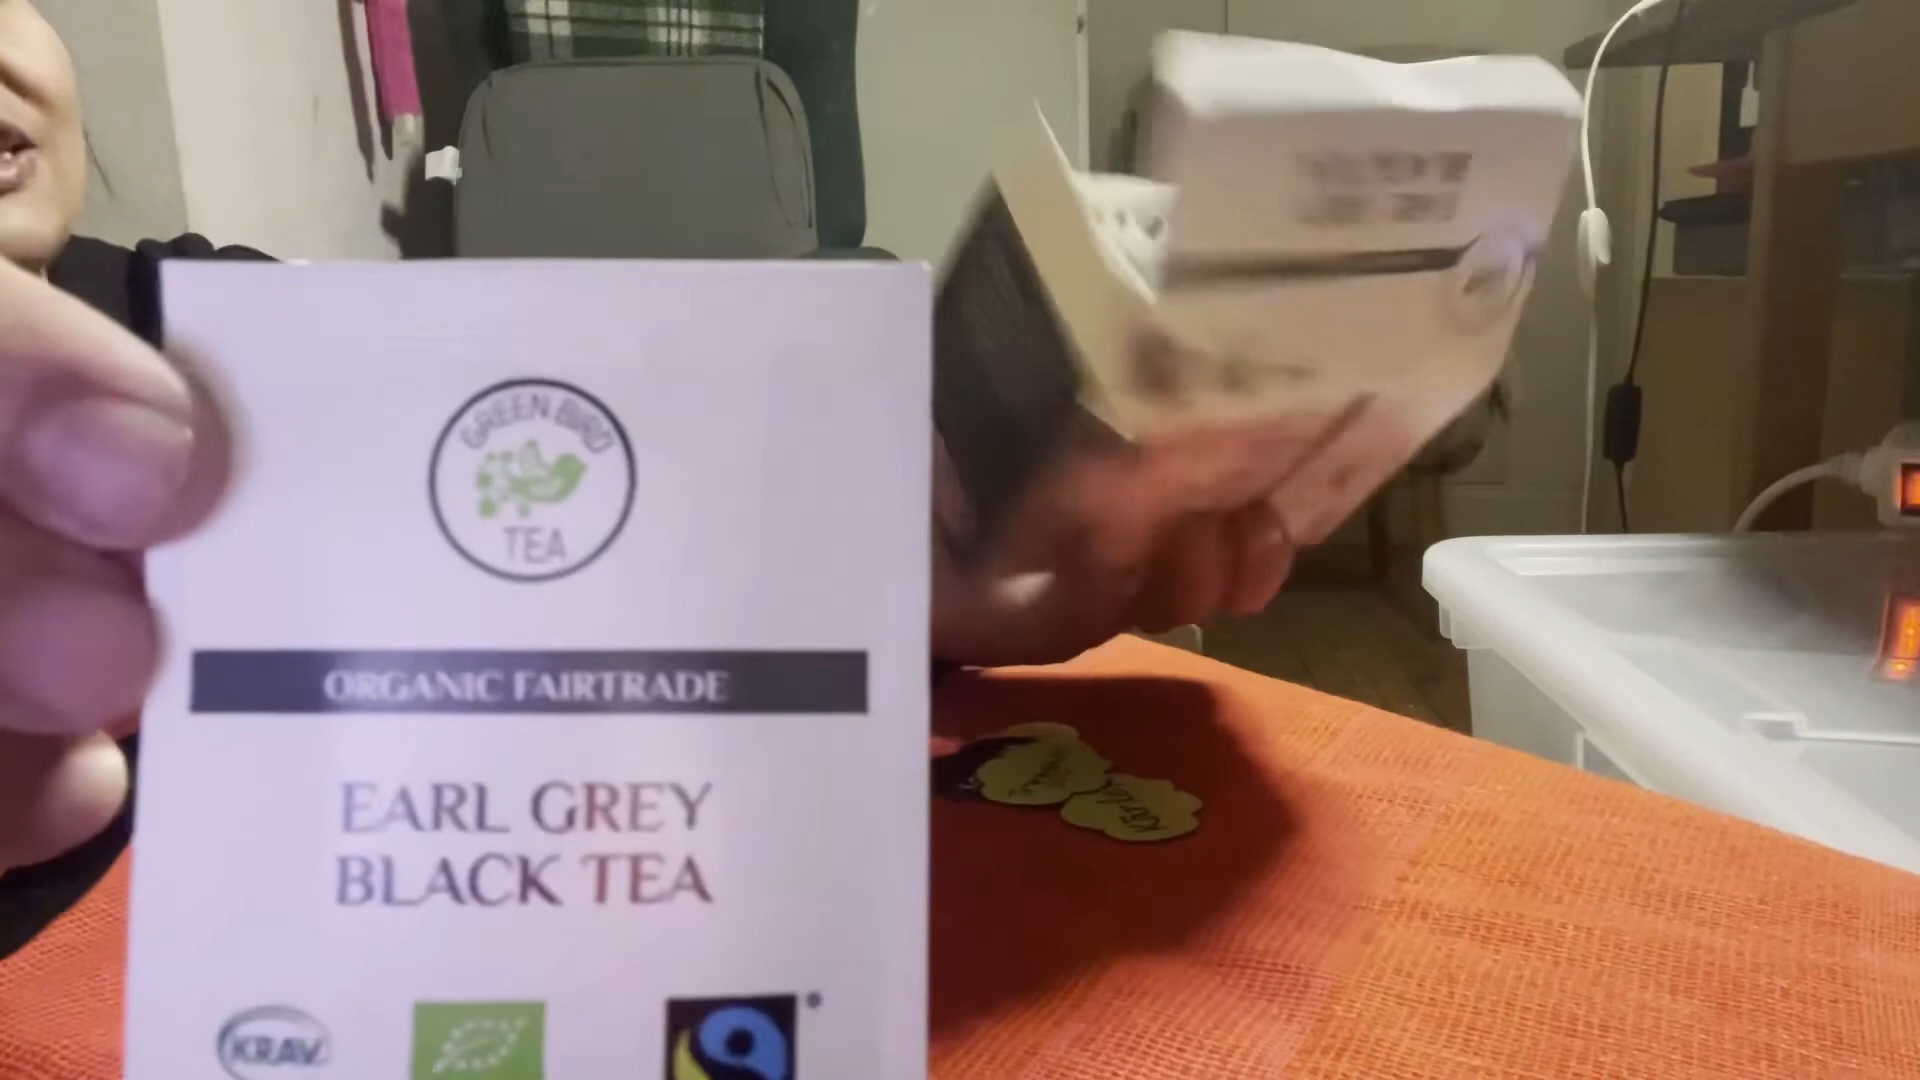 GREEN BIRD
TEA
ORGANIC FAIRTRADE
EARL GREY
BLACK TEA
KRAV